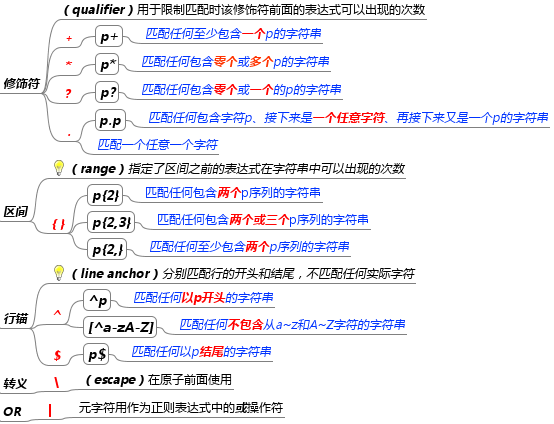 （qualifier）用于限制匹配时该修饰符前面的表达式可以出现的次数
+ p+ 匹配任何至少包含一个p的字符串
* p* 匹配任何包含零个或多个p的字符串
修饰符
? p? 匹配任何包含零个或一个的p的字符串
. p.p 匹配任何包含字符p、接下来是一个任意字符、再接下来又是一个p的字符串
匹配一个任意一个字符
（range）指定了区间之前的表达式在字符串中可以出现的次数
p{2} 匹配任何包含两个p序列的字符串
区间 { } p{2,3} 匹配任何包含两个或三个p序列的字符串
p{2,} 匹配任何至少包含两个p序列的字符串
（line anchor）分别匹配行的开头和结尾，不匹配任何实际字符
^ ^p 匹配任何以p开头的字符串
行锚 [^a-zA-Z] 匹配任何不包含从a~z和A~Z字符的字符串
$ p$ 匹配任何以p结尾的字符串
转义 \ （escape）在原子前面使用
OR | 元字符用作为正则表达式中的或操作符